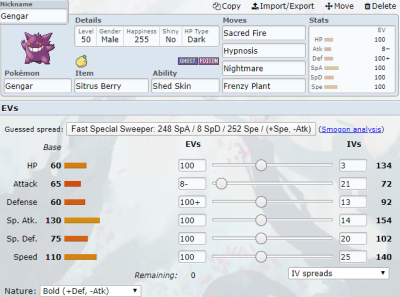 Nickname
Gengar
Copy Import/Export Move Delete
Details
Level Gender Happiness Shiny HP Type
50 Male 255 No Dark
GHOST POISON
Pokémon
Gengar
Item
Sitrus Berry
Ability
Shed Skin
Moves
Sacred Fire
Hypnosis
Nightmare
Frenzy Plant
Stats
EV
HP 100
Atk 8−
Def 100+
SpA 100
SpD 100
Spe 100
EVs
Guessed spread: Fast Special Sweeper: 248 SpA / 8 SpD / 252 Spe / (+Spe, -Atk) (Smogon analysis)
Base EVs IVs
HP 60 100 3 134
Attack 65 8- 21 72
Defense 60 100+ 13 92
Sp. Atk. 130 100 14 154
Sp. Def. 75 100 20 102
Speed 110 100 25 140
Remaining: 0 IV spreads
Nature: Bold (+Def, -Atk)